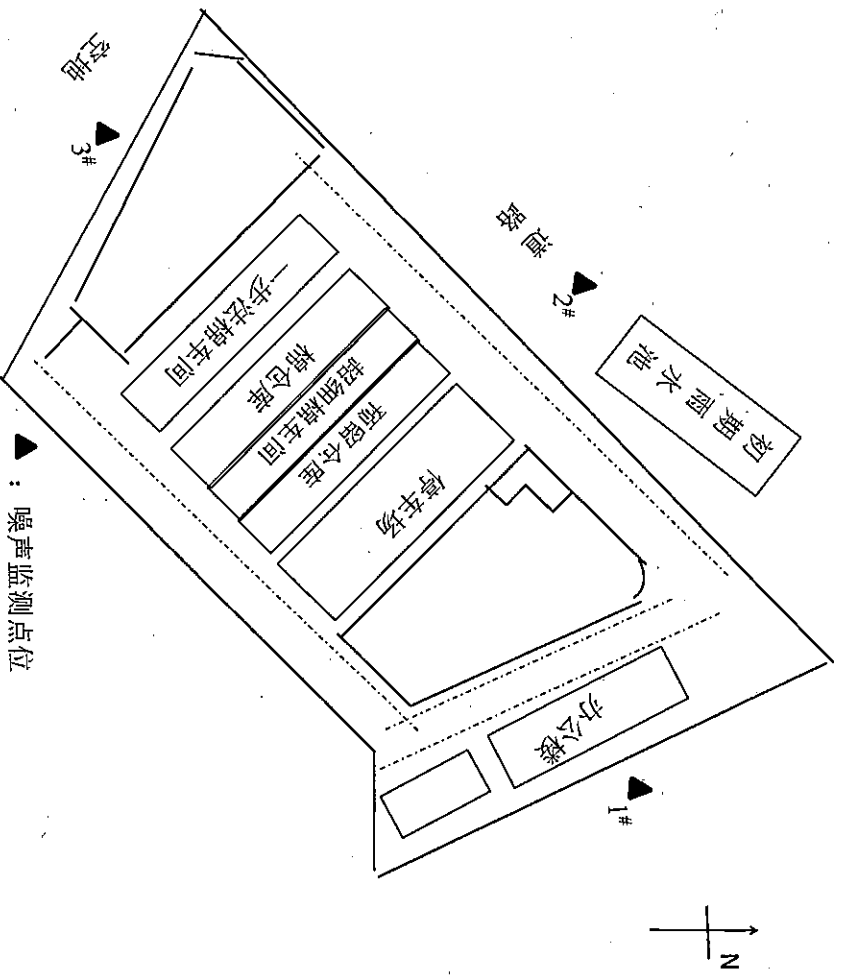 空地
3#
道路
2#
初期雨水池
一步法棉车间
棉仓库
超细棉车间
预留仓库
停车场
办公楼
1#
N
▲：噪声监测点位